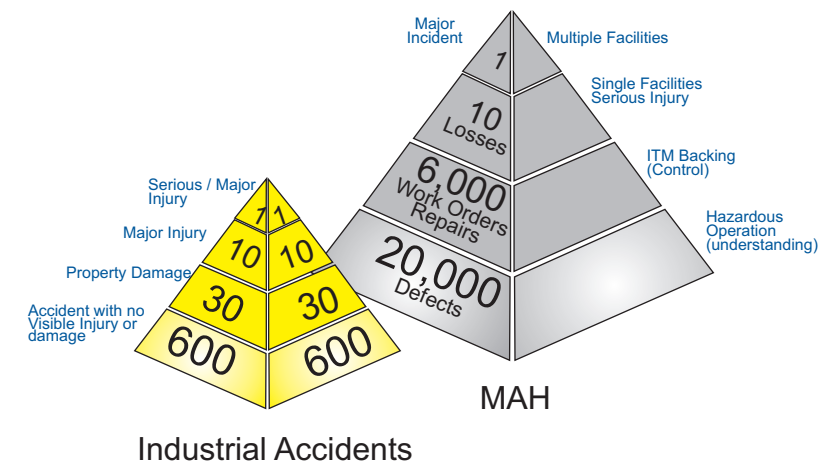 Major
Incident
Multiple Facilities
1
Single Facilities
Serious Injury
10
Losses
ITM Backing
(Control)
6,000
Work Orders
Repairs
Hazardous
Operation
(understanding)
20,000
Defects
MAH
Serious / Major
Injury
1 1
Major Injury
10 10
Property Damage
30 30
Accident with no
Visible Injury or
damage
600 600
Industrial Accidents